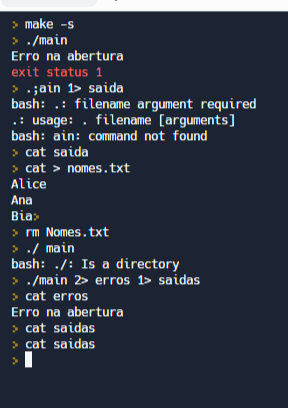 > make -s
> ./main
Erro na abertura
exit status 1
> .;ain 1> saida
bash: .: filename argument required
.: usage: . filename [arguments]
bash: ain: command not found
> cat saida
> cat > nomes.txt
Alice
Ana
Bia>
> rm Nomes.txt
> ./ main
bash: ./: Is a directory
> ./main 2> erros 1> saidas
> cat erros
Erro na abertura
> cat saidas
> cat saidas
>